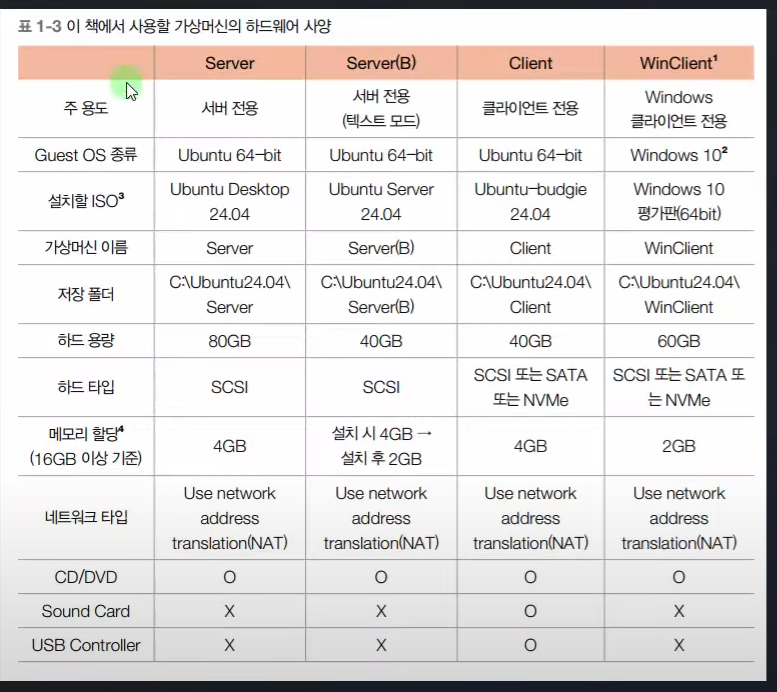 표 1-3 이 책에서 사용할 가상머신의 하드웨어 사양
Server Server(B) Client WinClient¹
주 용도 서버 전용 서버 전용 (텍스트 모드) 클라이언트 전용 Windows 클라이언트 전용
Guest OS 종류 Ubuntu 64-bit Ubuntu 64-bit Ubuntu 64-bit Windows 10²
설치할 ISO³ Ubuntu Desktop 24.04 Ubuntu Server 24.04 Ubuntu-budgie 24.04 Windows 10 평가판(64bit)
가상머신 이름 Server Server(B) Client WinClient
저장 폴더 C:\Ubuntu24.04\Server C:\Ubuntu24.04\Server(B) C:\Ubuntu24.04\Client C:\Ubuntu24.04\WinClient
하드 용량 80GB 40GB 40GB 60GB
하드 타입 SCSI SCSI SCSI 또는 SATA 또는 NVMe SCSI 또는 SATA 또는 NVMe
메모리 할당⁴ (16GB 이상 기준) 4GB 설치 시 4GB → 설치 후 2GB 4GB 2GB
네트워크 타입 Use network address translation(NAT) Use network address translation(NAT) Use network address translation(NAT) Use network address translation(NAT)
CD/DVD O O O O
Sound Card X X O X
USB Controller X X O X